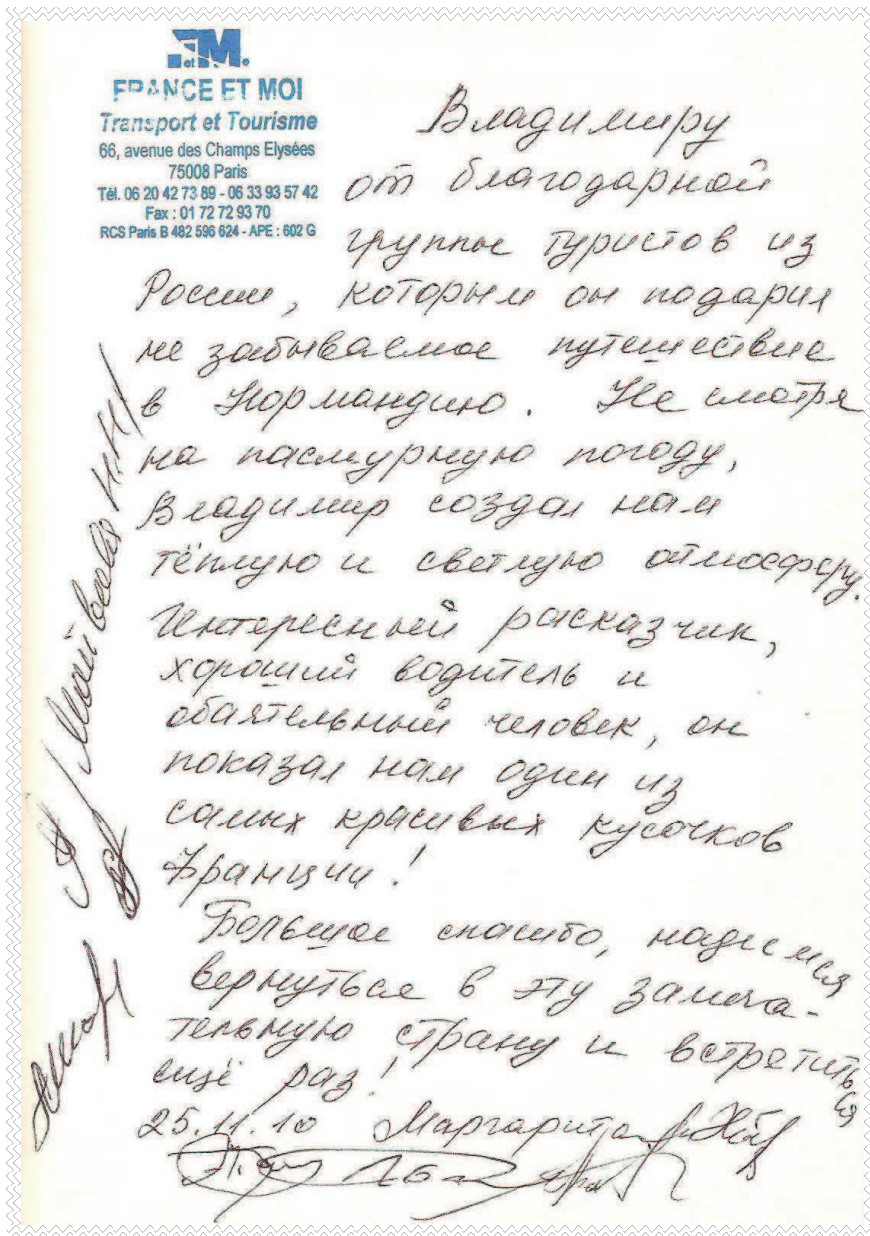 F et M.
FRANCE ET MOI
Transport et Tourisme
66, avenue des Champs Elysées
75008 Paris
Tél. 06 20 42 73 89 - 06 33 93 57 42
Fax : 01 72 72 93 70
RCS Paris B 482 596 624 - APE : 602 G
Владимиру
от благодарной
группы туристов из
России, которым он подарил
не забываемое путешествие
в Нормандию. Не смотря
на пасмурную погоду,
Владимир создал нам
тёплую и светлую атмосферу.
Интересный расказчик,
хороший водитель и
обаятельный человек, он
показал нам один из
самых красивых кусочков
Франции!
Большое спасибо, надеемся
вернуться в эту замеча-
тельную страну и встретиться
ещё раз!
25.11.10 Маргарита